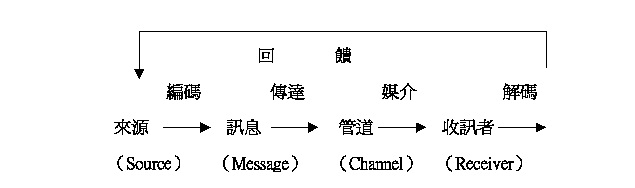 回　饋
編碼　傳達　媒介　解碼
來源　訊息　管道　收訊者
（Source）　（Message）　（Channel）　（Receiver）